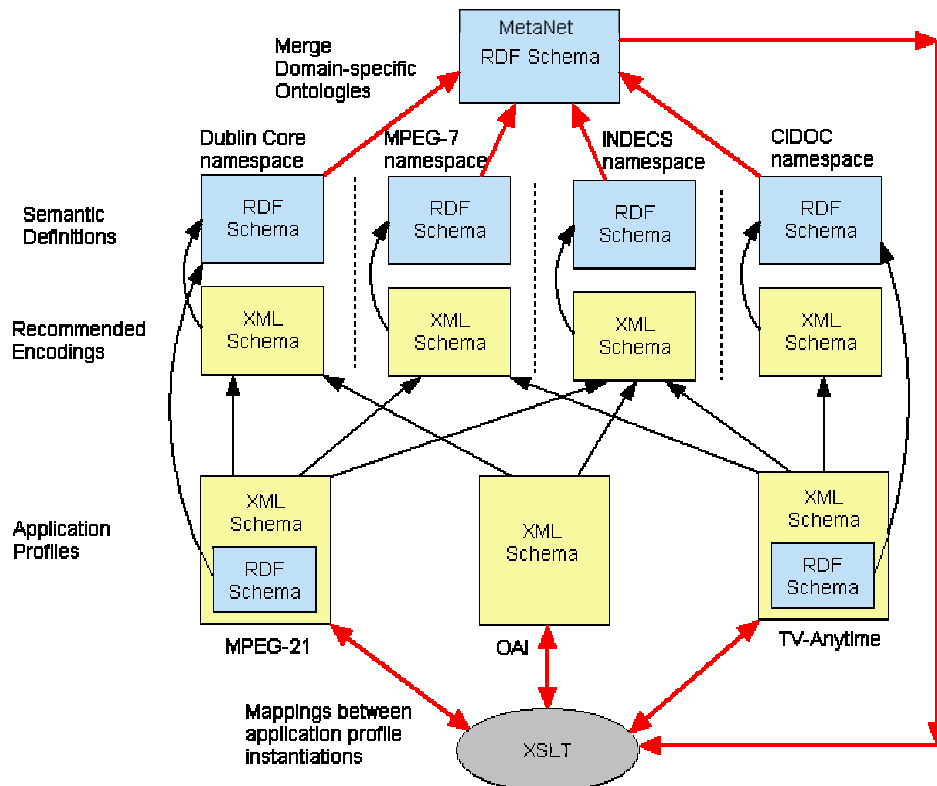 MetaNet
RDF Schema
Merge
Domain-specific
Ontologies
Dublin Core
namespace
MPEG-7
namespace
INDECS
namespace
CIDOC
namespace
Semantic
Definitions
RDF
Schema
RDF
Schema
RDF
Schema
RDF
Schema
Recommended
Encodings
XML
Schema
XML
Schema
XML
Schema
XML
Schema
Application
Profiles
XML
Schema
RDF
Schema
XML
Schema
XML
Schema
RDF
Schema
MPEG-21
OAI
TV-Anytime
Mappings between
application profile
instantiations
XSLT